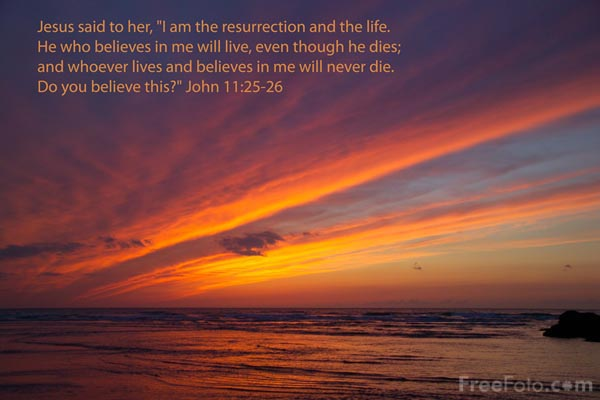 Jesus said to her, "I am the resurrection and the life.
He who believes in me will live, even though he dies;
and whoever lives and believes in me will never die.
Do you believe this?" John 11:25-26
FreeFoto.com